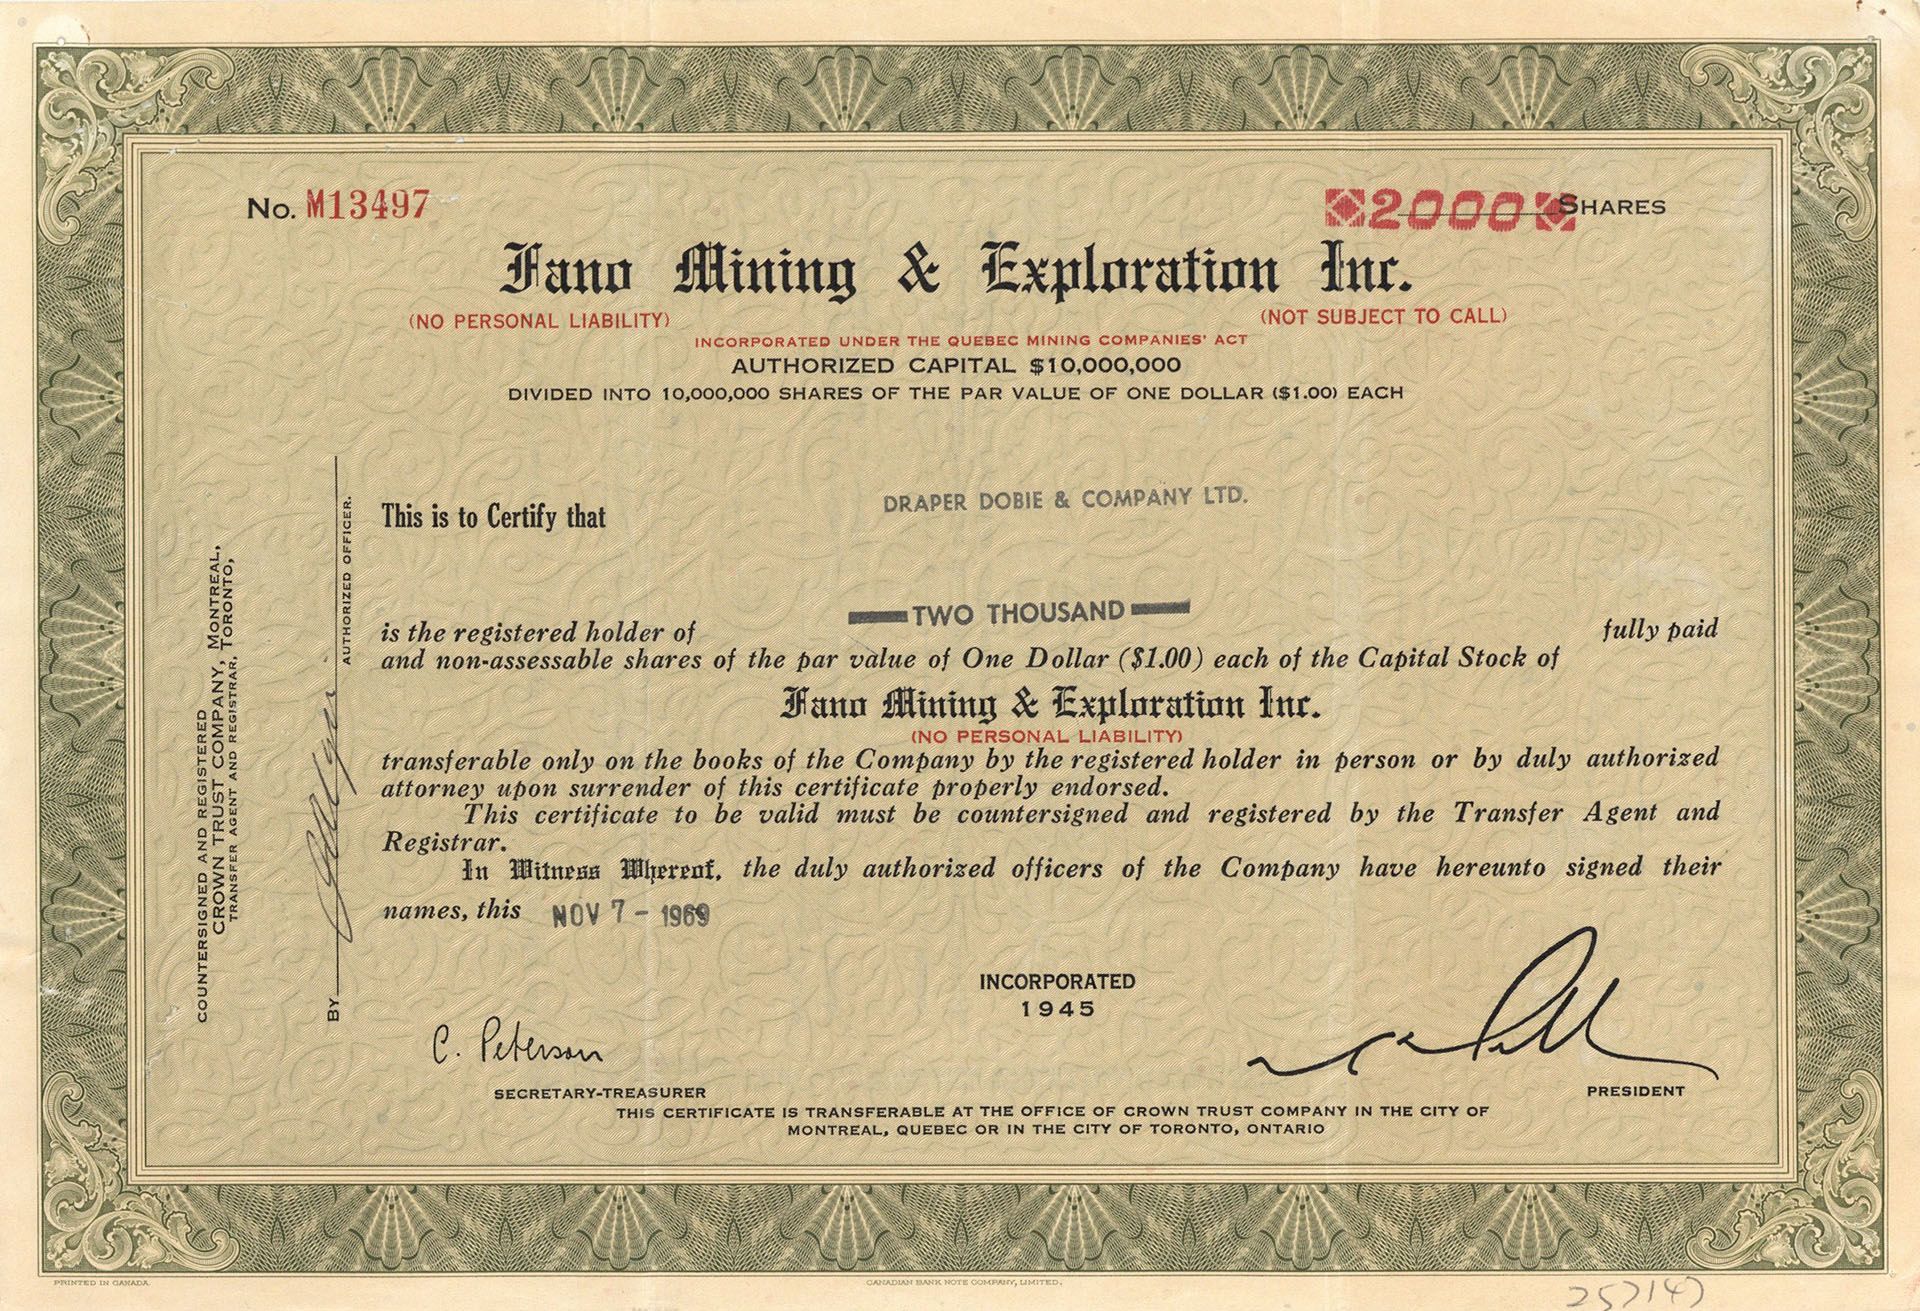 No. M13497
2000 SHARES
Fano Mining & Exploration Inc.
(NO PERSONAL LIABILITY) (NOT SUBJECT TO CALL)
INCORPORATED UNDER THE QUEBEC MINING COMPANIES' ACT
AUTHORIZED CAPITAL $10,000,000
DIVIDED INTO 10,000,000 SHARES OF THE PAR VALUE OF ONE DOLLAR ($1.00) EACH
This is to Certify that DRAPER DOBIE & COMPANY LTD.
is the registered holder of TWO THOUSAND fully paid
and non-assessable shares of the par value of One Dollar ($1.00) each of the Capital Stock of
Fano Mining & Exploration Inc.
(NO PERSONAL LIABILITY)
transferable only on the books of the Company by the registered holder in person or by duly authorized
attorney upon surrender of this certificate properly endorsed.
This certificate to be valid must be countersigned and registered by the Transfer Agent and
Registrar.
In Witness Whereof, the duly authorized officers of the Company have hereunto signed their
names, this NOV 7 - 1969
INCORPORATED
1945
C. Peterson
SECRETARY-TREASURER
PRESIDENT
THIS CERTIFICATE IS TRANSFERABLE AT THE OFFICE OF CROWN TRUST COMPANY IN THE CITY OF
MONTREAL, QUEBEC OR IN THE CITY OF TORONTO, ONTARIO
COUNTERSIGNED AND REGISTERED
CROWN TRUST COMPANY, MONTREAL,
TRANSFER AGENT AND REGISTRAR, TORONTO,
BY
AUTHORIZED OFFICER.
PRINTED IN CANADA
CANADIAN BANK NOTE COMPANY, LIMITED.
257147